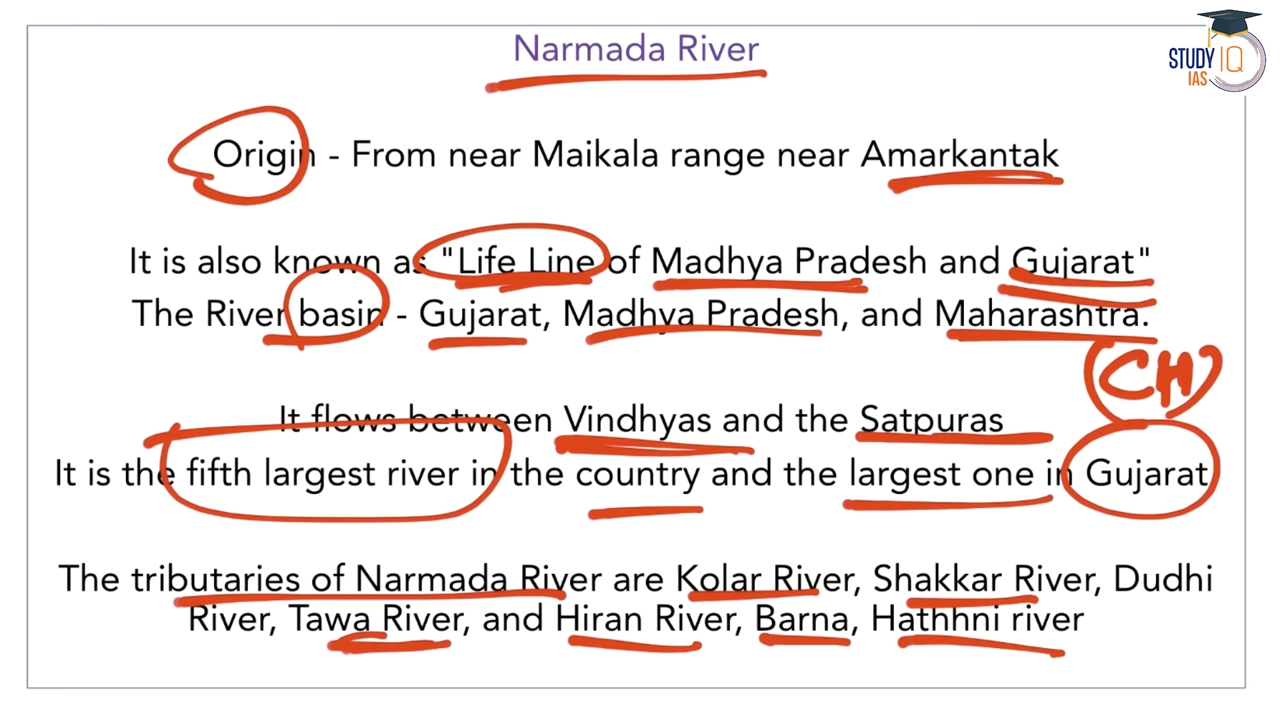 Narmada River
STUDY IQ
IAS
Origin - From near Maikala range near Amarkantak
It is also known as "Life Line of Madhya Pradesh and Gujarat"
The River basin - Gujarat, Madhya Pradesh, and Maharashtra.
(CH)
It flows between Vindhyas and the Satpuras
It is the fifth largest river in the country and the largest one in Gujarat
The tributaries of Narmada River are Kolar River, Shakkar River, Dudhi
River, Tawa River, and Hiran River, Barna, Hathhni river